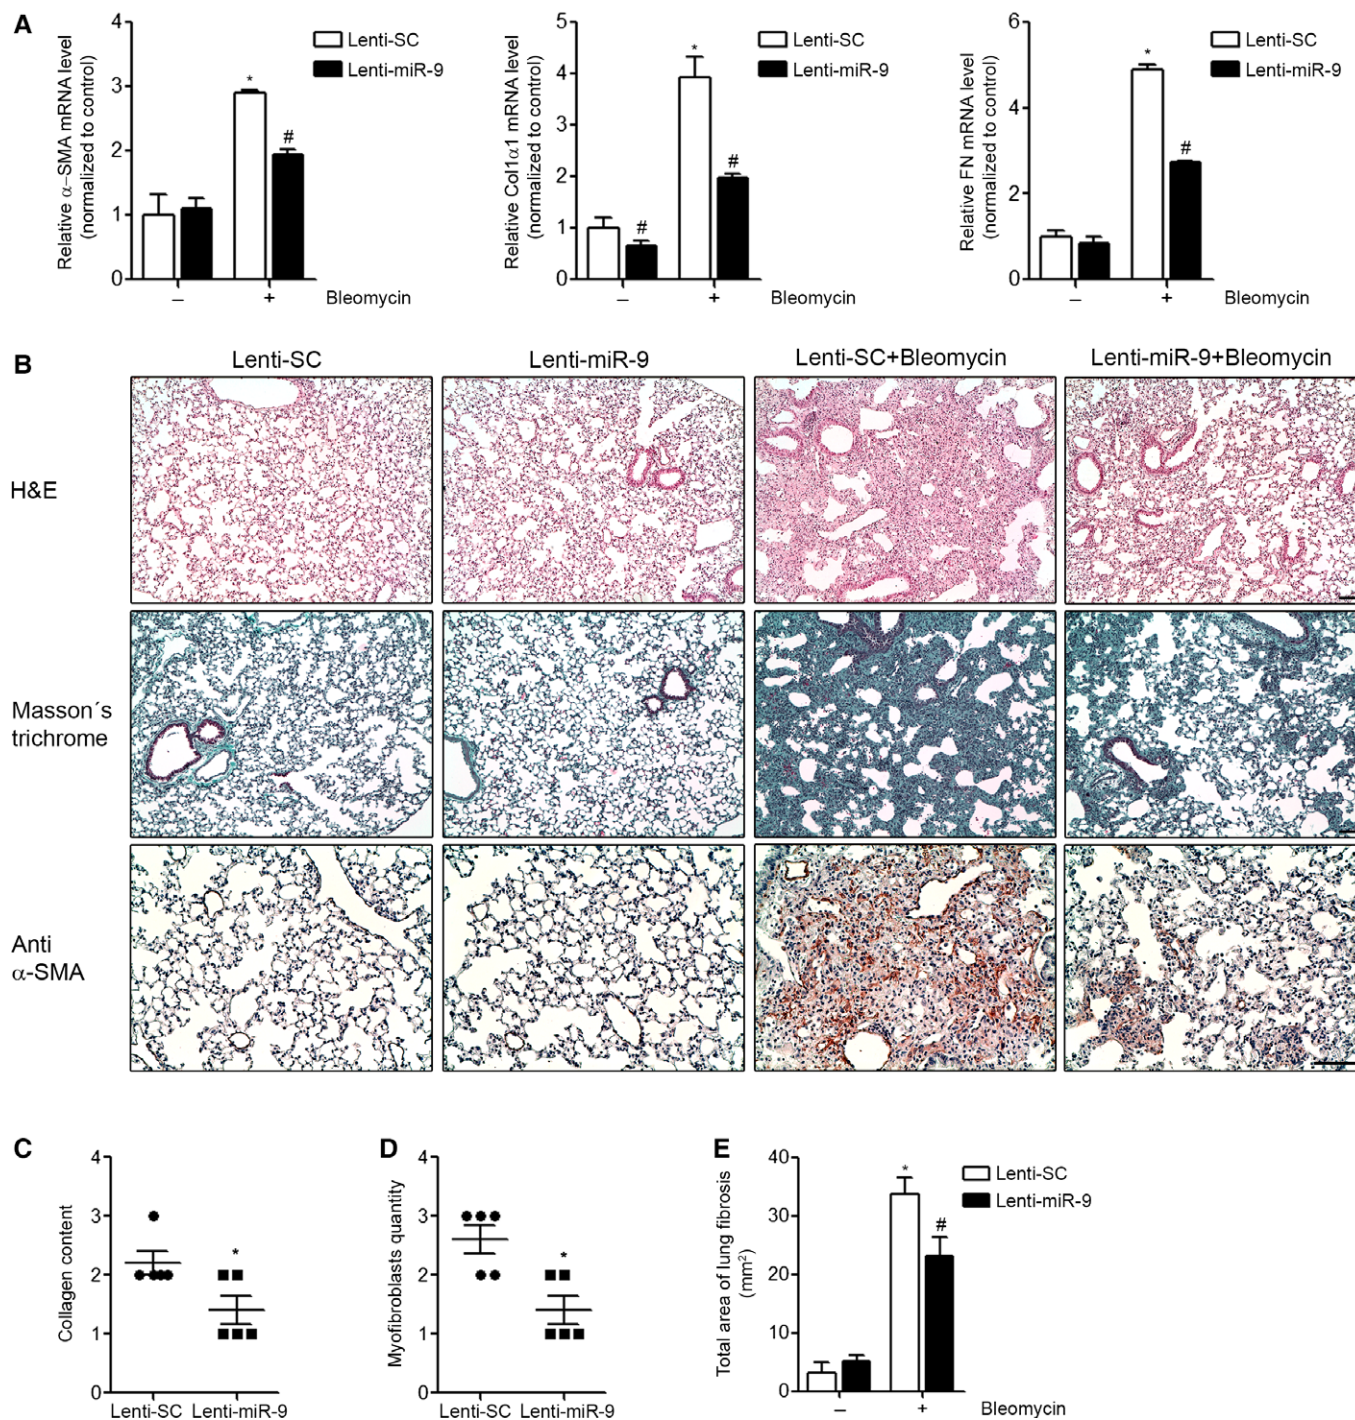 A
Relative α-SMA mRNA level
(normalized to control)
4
3
2
1
0
*
#
Lenti-SC
Lenti-miR-9
–
+
Bleomycin
Relative Col1α1 mRNA level
(normalized to control)
5
4
3
2
1
0
#
*
#
Lenti-SC
Lenti-miR-9
–
+
Bleomycin
Relative FN mRNA level
(normalized to control)
6
4
2
0
*
#
Lenti-SC
Lenti-miR-9
–
+
Bleomycin
B
Lenti-SC
Lenti-miR-9
Lenti-SC+Bleomycin
Lenti-miR-9+Bleomycin
H&E
Masson´s
trichrome
Anti
α-SMA
C
Collagen content
4
3
2
1
0
*
Lenti-SC
Lenti-miR-9
D
Myofibroblasts quantity
4
3
2
1
0
*
Lenti-SC
Lenti-miR-9
E
Total area of lung fibrosis
(mm²)
40
30
20
10
0
*
#
Lenti-SC
Lenti-miR-9
–
+
Bleomycin